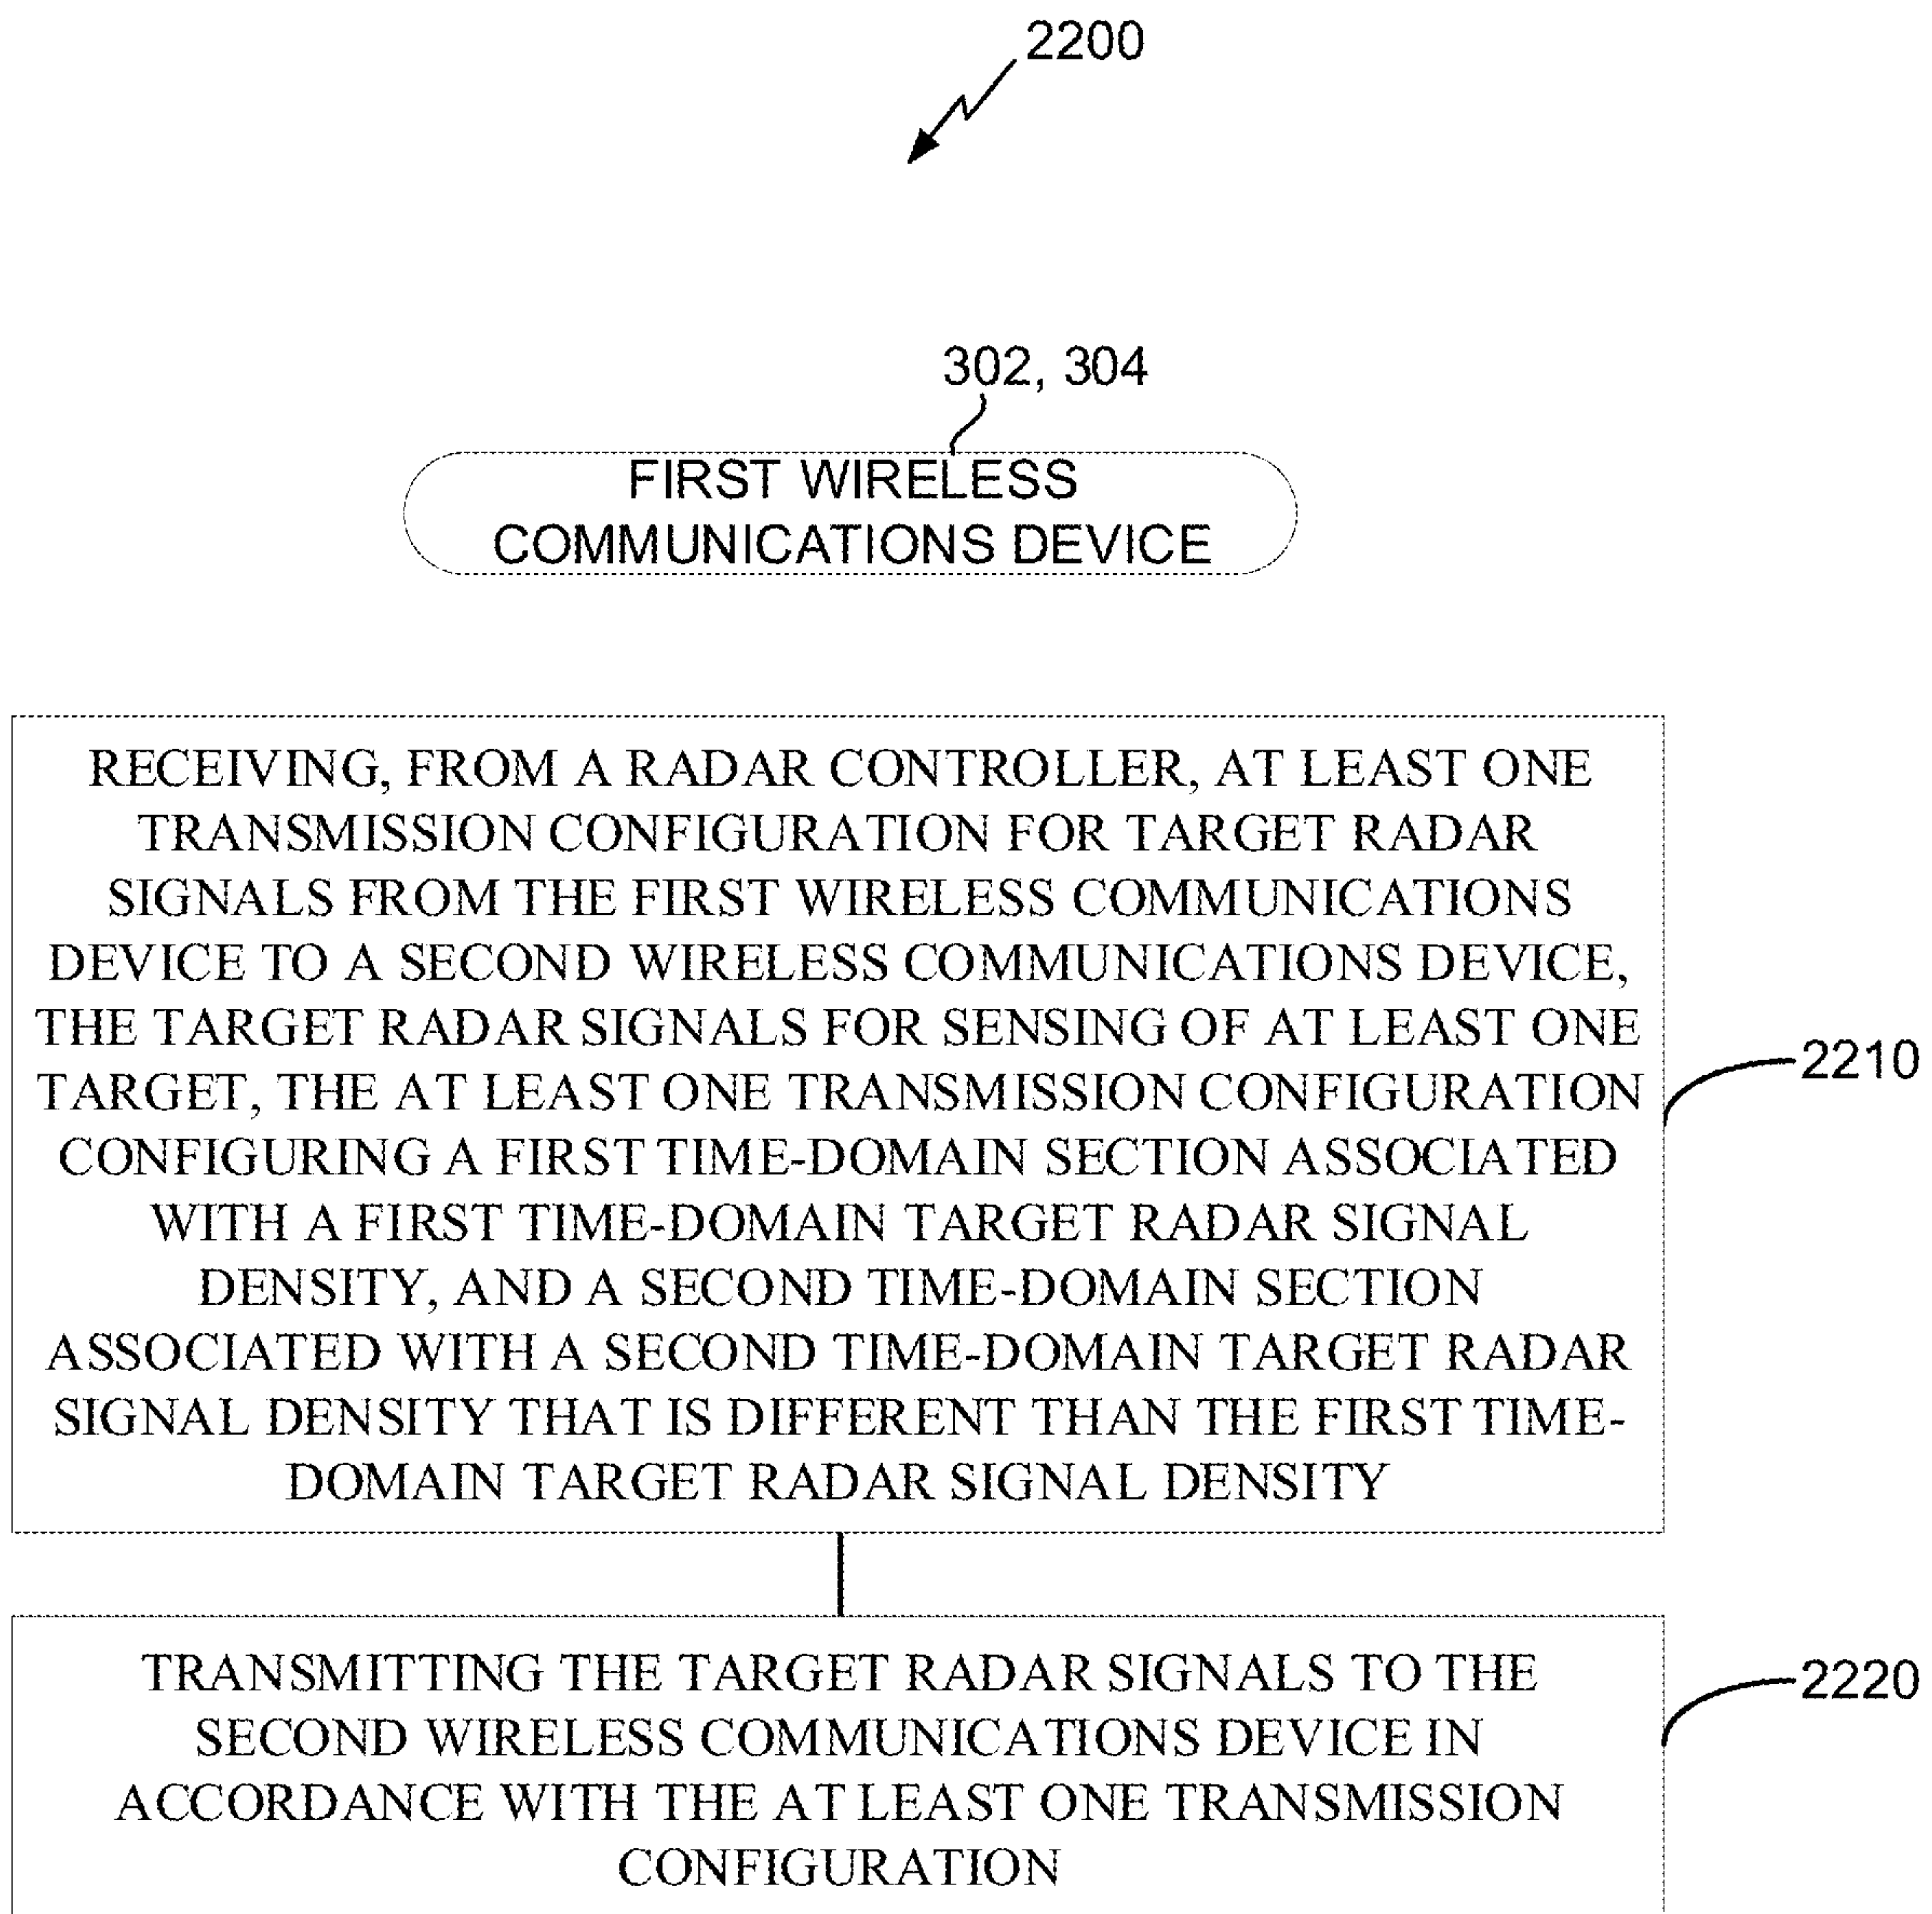 2200
302, 304
FIRST WIRELESS
COMMUNICATIONS DEVICE
RECEIVING, FROM A RADAR CONTROLLER, AT LEAST ONE
TRANSMISSION CONFIGURATION FOR TARGET RADAR
SIGNALS FROM THE FIRST WIRELESS COMMUNICATIONS
DEVICE TO A SECOND WIRELESS COMMUNICATIONS DEVICE,
THE TARGET RADAR SIGNALS FOR SENSING OF AT LEAST ONE
TARGET, THE AT LEAST ONE TRANSMISSION CONFIGURATION
CONFIGURING A FIRST TIME-DOMAIN SECTION ASSOCIATED
WITH A FIRST TIME-DOMAIN TARGET RADAR SIGNAL
DENSITY, AND A SECOND TIME-DOMAIN SECTION
ASSOCIATED WITH A SECOND TIME-DOMAIN TARGET RADAR
SIGNAL DENSITY THAT IS DIFFERENT THAN THE FIRST TIME-
DOMAIN TARGET RADAR SIGNAL DENSITY
2210
TRANSMITTING THE TARGET RADAR SIGNALS TO THE
SECOND WIRELESS COMMUNICATIONS DEVICE IN
ACCORDANCE WITH THE AT LEAST ONE TRANSMISSION
CONFIGURATION
2220